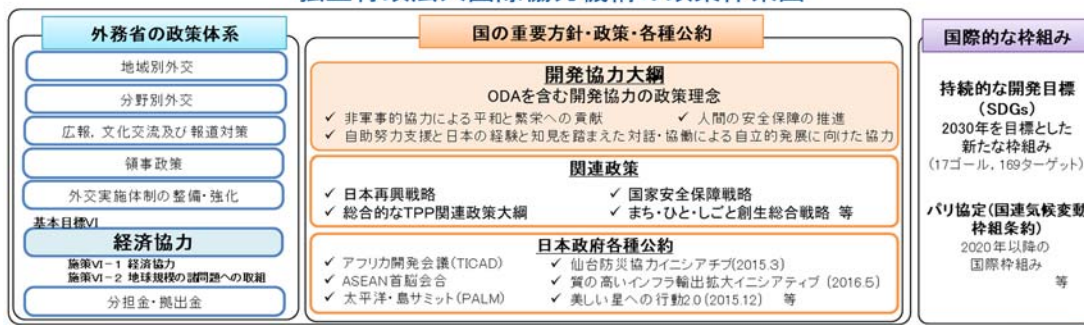 外務省の政策体系
地域別外交
分野別外交
広報，文化交流及び報道対策
領事政策
外交実施体制の整備・強化
基本目標Ⅵ
経済協力
施策Ⅵ－1 経済協力
施策Ⅵ－2 地球規模の諸問題への取組
分担金・拠出金
国の重要方針・政策・各種公約
開発協力大綱
ODAを含む開発協力の政策理念
✓ 非軍事的協力による平和と繁栄への貢献 ✓ 人間の安全保障の推進
✓ 自助努力支援と日本の経験と知見を踏まえた対話・協働による自立的発展に向けた協力
関連政策
✓ 日本再興戦略 ✓ 国家安全保障戦略
✓ 総合的なTPP関連政策大綱 ✓ まち・ひと・しごと創生総合戦略 等
日本政府各種公約
✓ アフリカ開発会議(TICAD) ✓ 仙台防災協力イニシアチブ(2015.3)
✓ ASEAN首脳会合 ✓ 質の高いインフラ輸出拡大イニシアティブ (2016.5)
✓ 太平洋・島サミット(PALM) ✓ 美しい星への行動2.0(2015.12) 等
国際的な枠組み
持続的な開発目標
(SDGs)
2030年を目標とした
新たな枠組み
(17ゴール，169ターゲット)
パリ協定(国連気候変動
枠組条約)
2020年以降の
国際枠組み
等